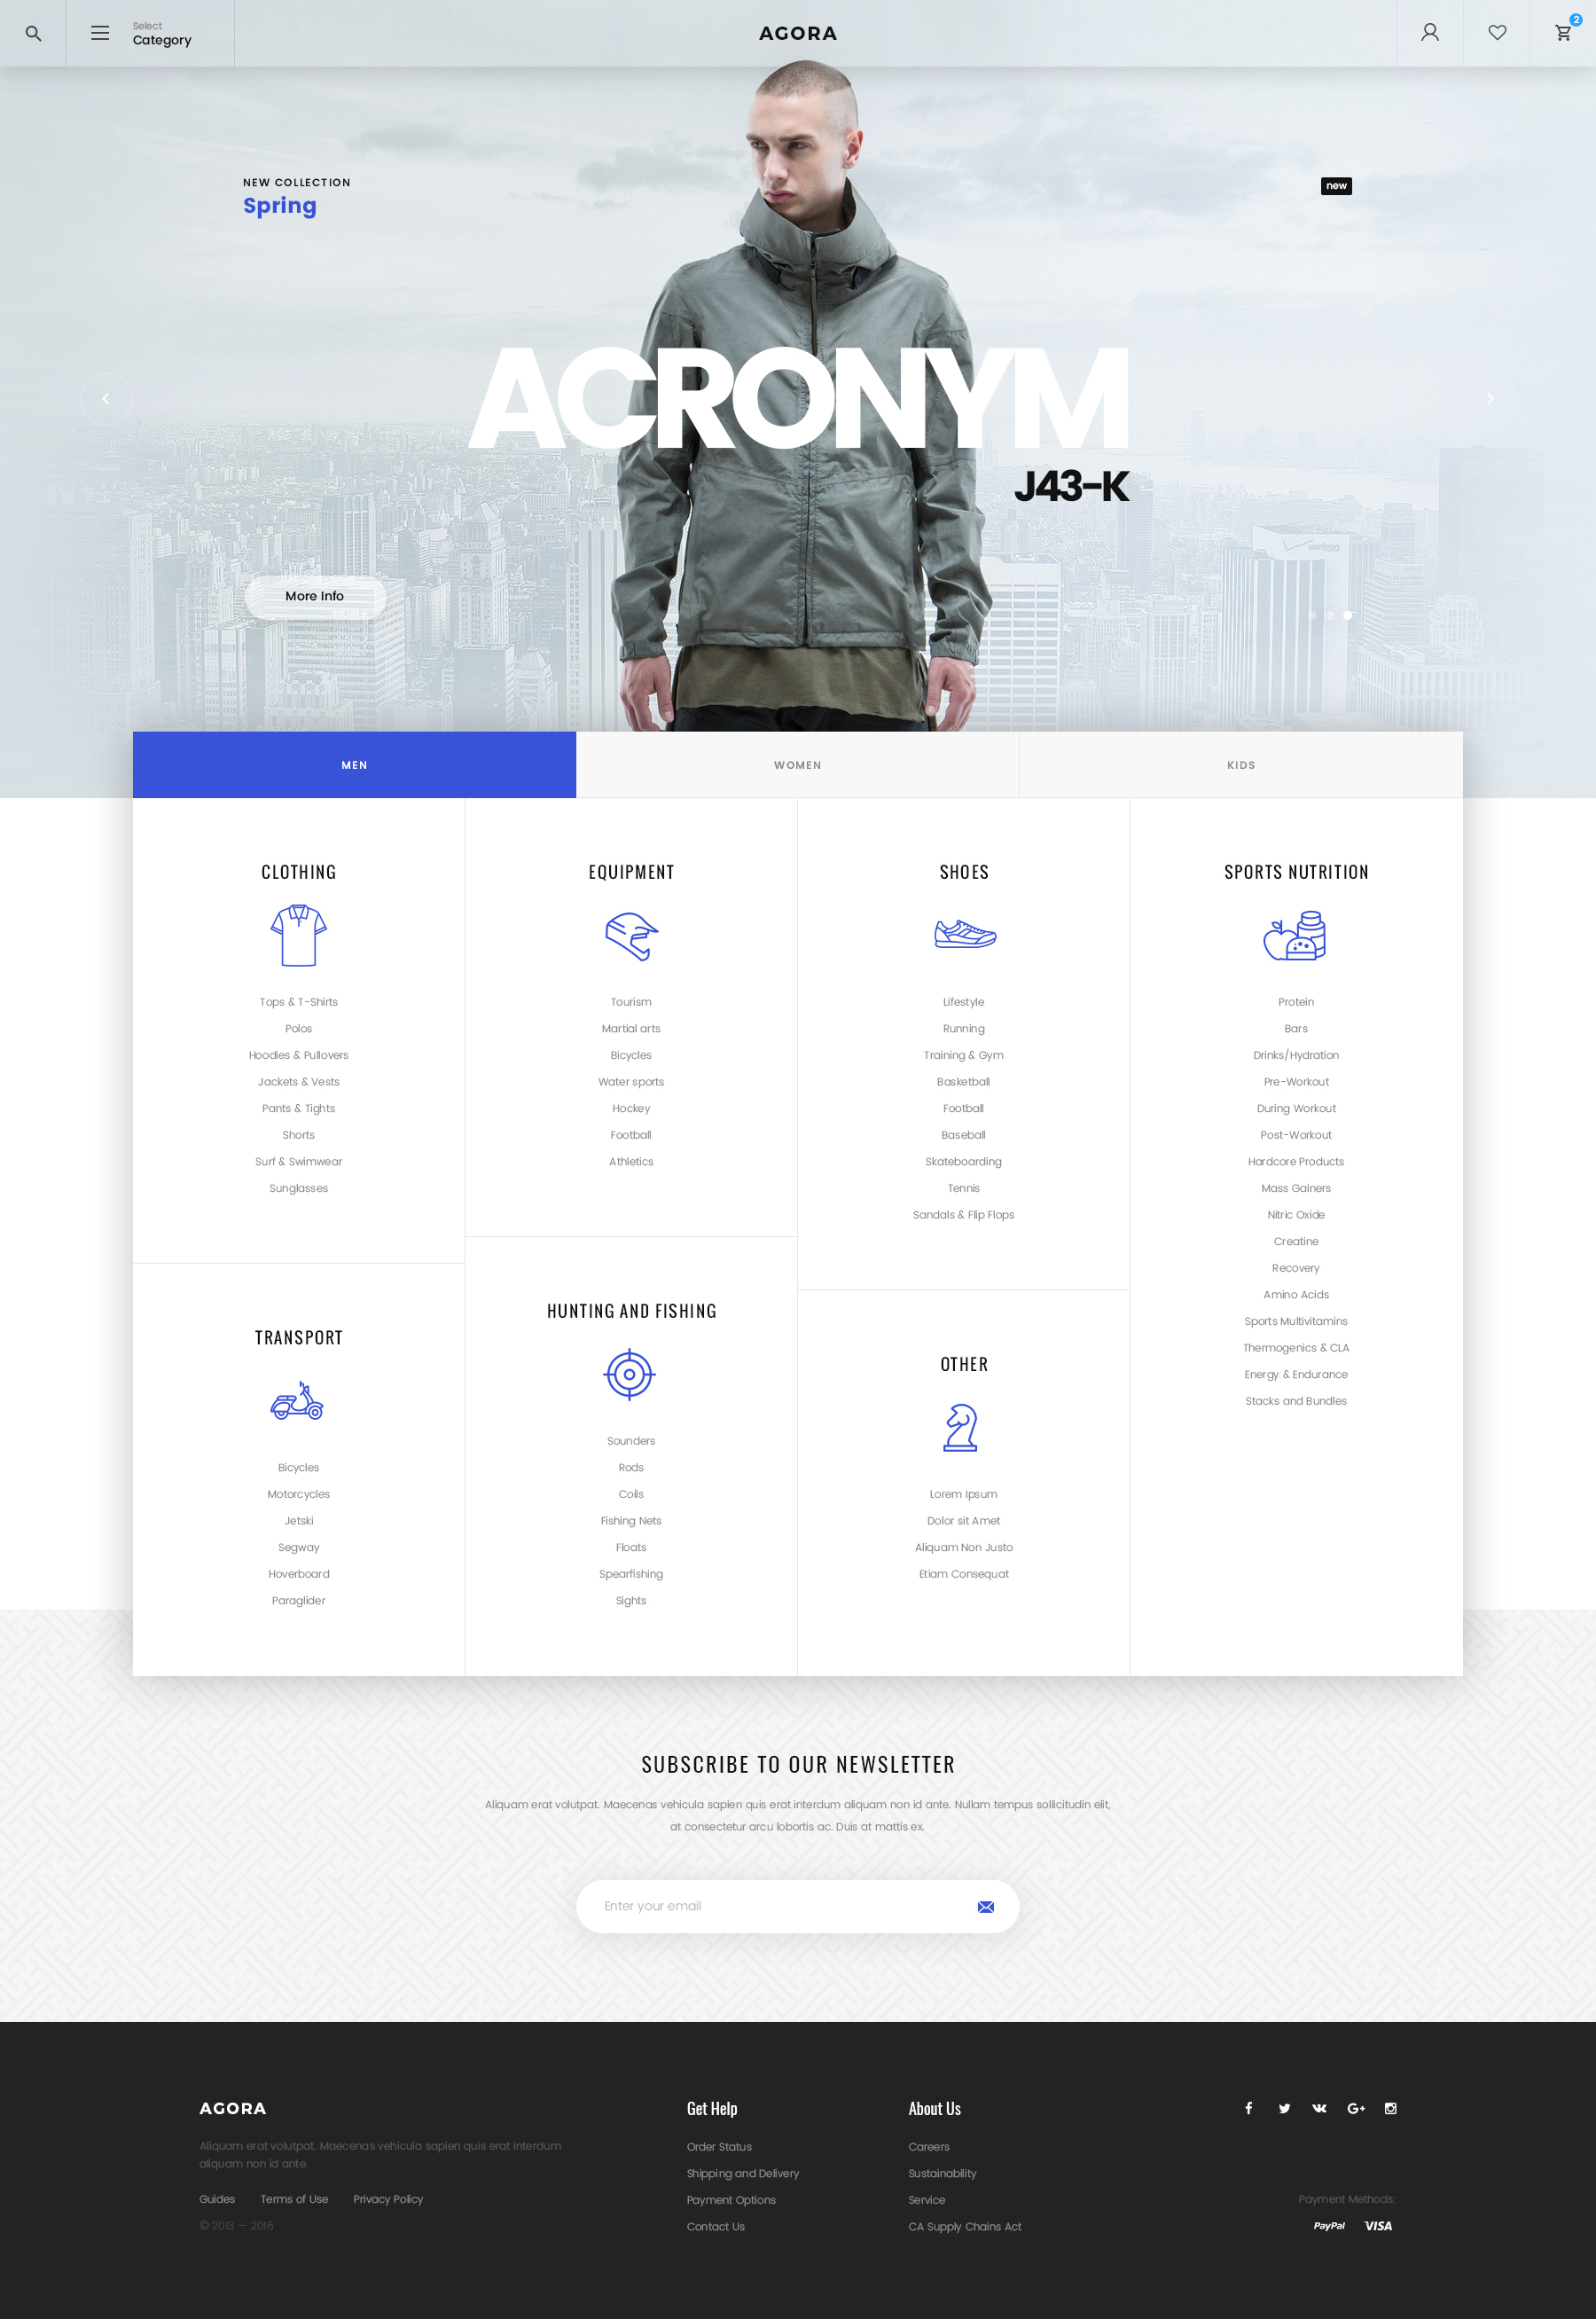 Select
Category
AGORA
2
NEW COLLECTION
Spring
new
ACRONYM
J43-K
verizon
More Info
MEN
WOMEN
KIDS
CLOTHING
Tops & T-Shirts
Polos
Hoodies & Pullovers
Jackets & Vests
Pants & Tights
Shorts
Surf & Swimwear
Sunglasses
TRANSPORT
Bicycles
Motorcycles
Jetski
Segway
Hoverboard
Paraglider
EQUIPMENT
Tourism
Martial arts
Bicycles
Water sports
Hockey
Football
Athletics
HUNTING AND FISHING
Sounders
Rods
Coils
Fishing Nets
Floats
Spearfishing
Sights
SHOES
Lifestyle
Running
Training & Gym
Basketball
Football
Baseball
Skateboarding
Tennis
Sandals & Flip Flops
OTHER
Lorem Ipsum
Dolor sit Amet
Aliquam Non Justo
Etiam Consequat
SPORTS NUTRITION
Protein
Bars
Drinks/Hydration
Pre-Workout
During Workout
Post-Workout
Hardcore Products
Mass Gainers
Nitric Oxide
Creatine
Recovery
Amino Acids
Sports Multivitamins
Thermogenics & CLA
Energy & Endurance
Stacks and Bundles
SUBSCRIBE TO OUR NEWSLETTER
Aliquam erat volutpat. Maecenas vehicula sapien quis erat interdum aliquam non id ante. Nullam tempus sollicitudin elit,
at consectetur arcu lobortis ac. Duis at mattis ex.
Enter your email
AGORA
Aliquam erat volutpat. Maecenas vehicula sapien quis erat interdum
aliquam non id ante.
Guides
Terms of Use
Privacy Policy
© 2013 — 2016
Get Help
Order Status
Shipping and Delivery
Payment Options
Contact Us
About Us
Careers
Sustainability
Service
CA Supply Chains Act
Payment Methods:
PayPal
VISA